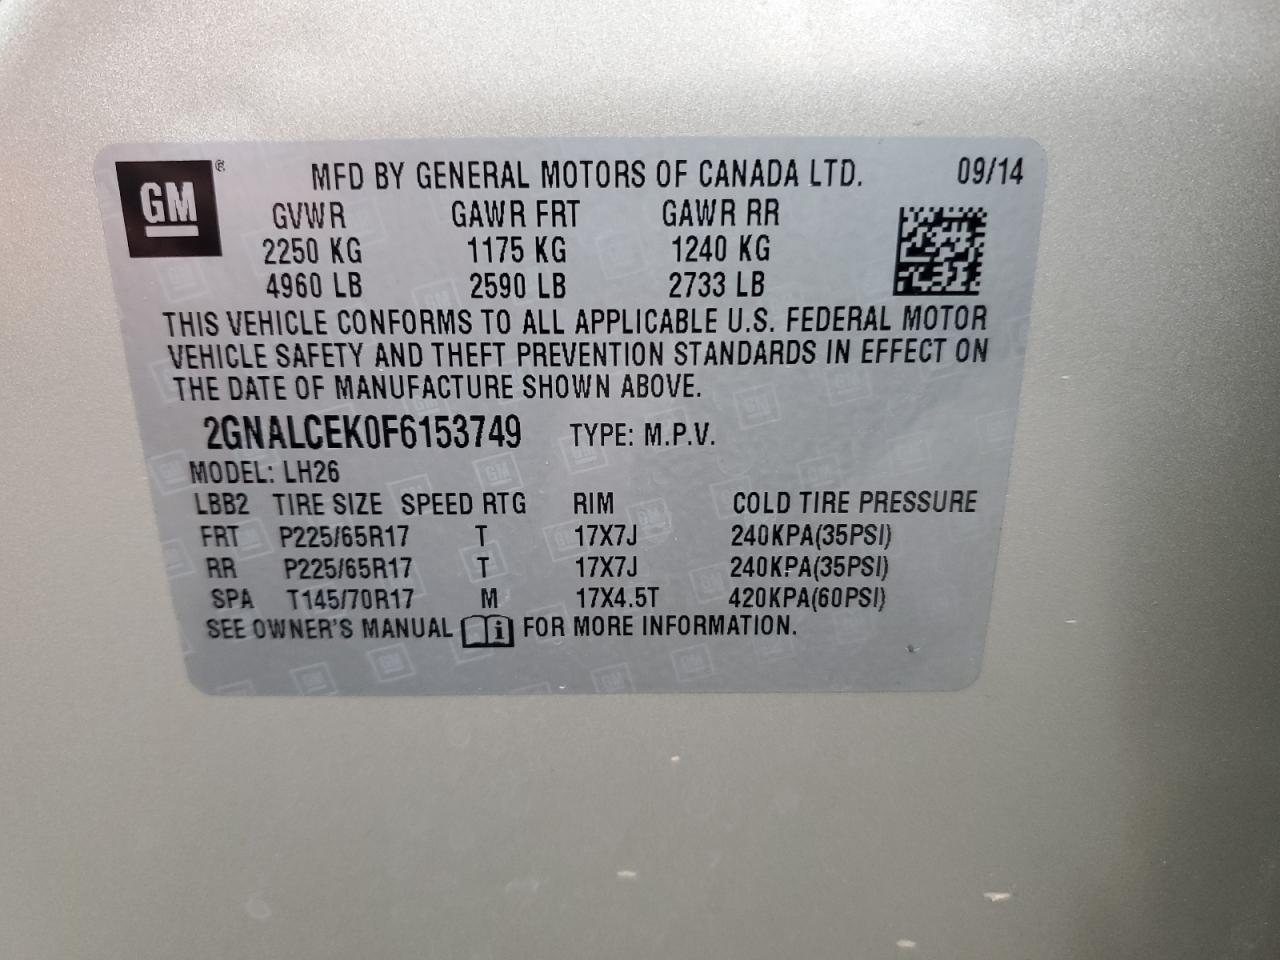 GM ® MFD BY GENERAL MOTORS OF CANADA LTD. 09/14
GVWR GAWR FRT GAWR RR
2250 KG 1175 KG 1240 KG
4960 LB 2590 LB 2733 LB
THIS VEHICLE CONFORMS TO ALL APPLICABLE U.S. FEDERAL MOTOR
VEHICLE SAFETY AND THEFT PREVENTION STANDARDS IN EFFECT ON
THE DATE OF MANUFACTURE SHOWN ABOVE.
2GNALCEK0F6153749 TYPE: M.P.V.
MODEL: LH26
LBB2 TIRE SIZE SPEED RTG RIM COLD TIRE PRESSURE
FRT P225/65R17 T 17X7J 240KPA(35PSI)
RR P225/65R17 T 17X7J 240KPA(35PSI)
SPA T145/70R17 M 17X4.5T 420KPA(60PSI)
SEE OWNER'S MANUAL i FOR MORE INFORMATION.